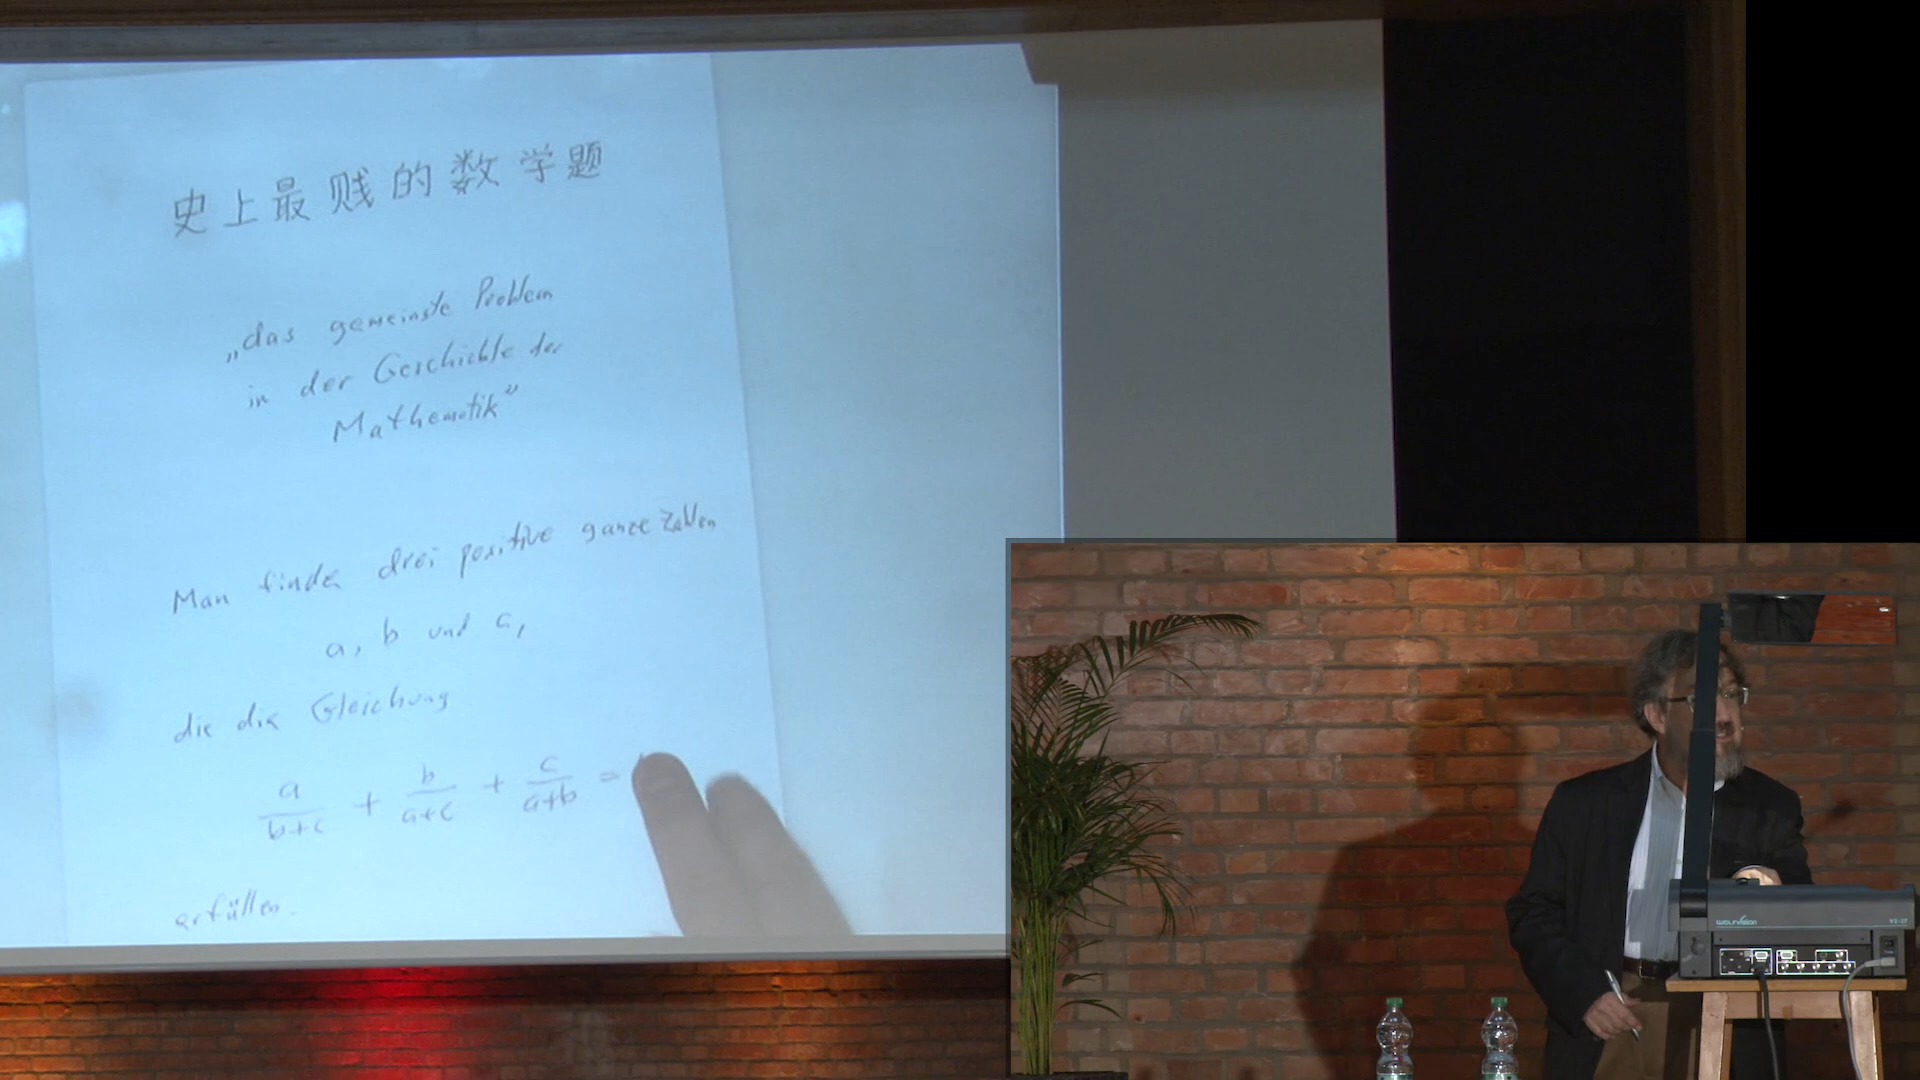 史上最贱的数学题
„das gemeinste Problem
in der Geschichte der
Mathematik”
Man finde drei positive ganze Zahlen
a, b und c,
die die Gleichung
a/(b+c) + b/(a+c) + c/(a+b) =
erfüllen.
wolfvision